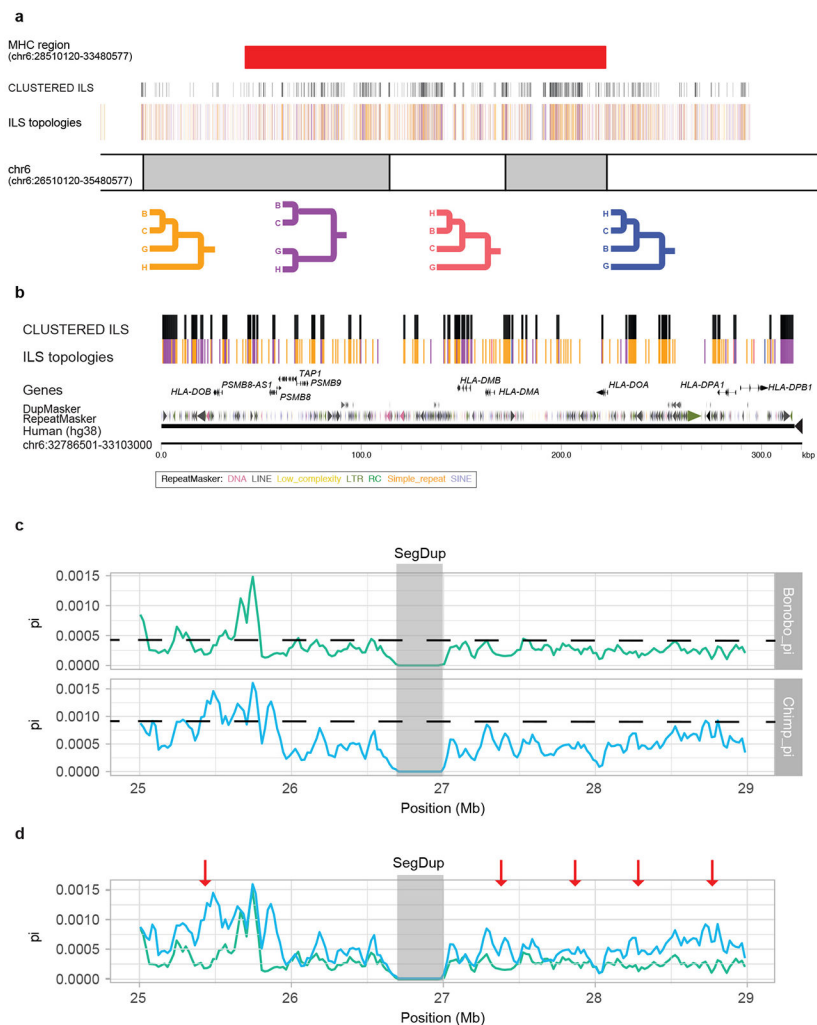 a
MHC region
(chr6:28510120-33480577)
CLUSTERED ILS
ILS topologies
chr6
(chr6:26510120-35480577)
B
C
G
H
B
C
G
H
H
B
C
G
H
C
B
G
b
CLUSTERED ILS
ILS topologies
Genes
HLA-DOB
PSMB8-AS1
PSMB8
TAP1
PSMB9
HLA-DMB
HLA-DMA
HLA-DOA
HLA-DPA1
HLA-DPB1
DupMasker
RepeatMasker
Human (hg38)
chr6:32786501-33103000
0.0 100.0 200.0 300.0 kbp
RepeatMasker: DNA LINE Low_complexity LTR RC Simple_repeat SINE
c
SegDup
0.0015
0.0010
0.0005
0.0000
pi
Bonobo_pi
0.0015
0.0010
0.0005
0.0000
pi
Chimp_pi
25 26 27 28 29
Position (Mb)
d
SegDup
0.0015
0.0010
0.0005
0.0000
pi
25 26 27 28 29
Position (Mb)